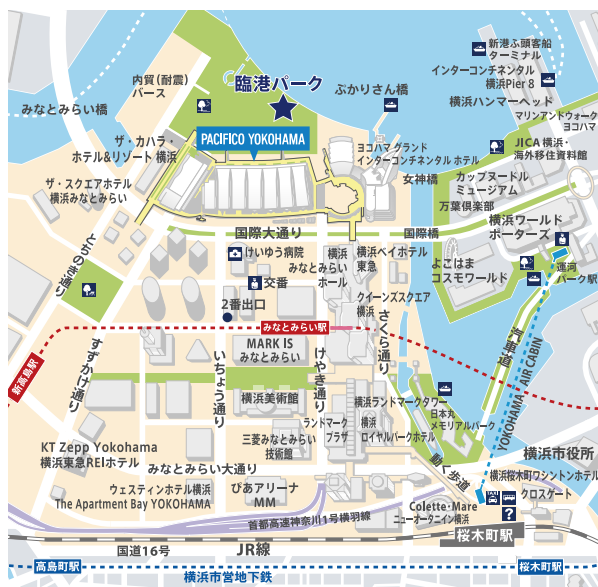 新港ふ頭客船
ターミナル
インターコンチネンタル
横浜Pier 8
横浜ハンマーヘッド
マリンアンドウォーク
ヨコハマ
内貿(耐震)
バース
臨港パーク
ぷかりさん橋
みなとみらい橋
PACIFICO YOKOHAMA
ザ・カハラ・
ホテル&リゾート 横浜
ヨコハマ グランド
インターコンチネンタル ホテル
JICA 横浜・
海外移住資料館
カップヌードル
ミュージアム
女神橋
万葉倶楽部
ザ・スクエアホテル
横浜みなとみらい
横浜ワールド
ポーターズ
国際大通り
国際橋
とちのき通り
けいゆう病院
横浜
みなとみらい
ホール
横浜ベイホテル
東急
よこはま
コスモワールド
運河
パーク駅
交番
2番出口
クイーンズスクエア
横浜
さくら通り
みなとみらい駅
汽車道
YOKOHAMA AIR CABIN
新高島駅
すずかけ通り
いちょう通り
MARK IS
みなとみらい
けやき通り
横浜美術館
横浜ランドマークタワー
日本丸
メモリアルパーク
ランドマーク
プラザ
横浜
ロイヤルパークホテル
三菱みなとみらい
技術館
動く歩道
横浜市役所
KT Zepp Yokohama
横浜東急REIホテル
みなとみらい大通り
横浜桜木町ワシントンホテル
クロスゲート
ウェスティンホテル横浜
The Apartment Bay YOKOHAMA
ぴあアリーナ
MM
Colette・Mare
ニューオータニイン横浜
首都高速神奈川1号横羽線
桜木町駅
国道16号
JR線
高島町駅
横浜市営地下鉄
桜木町駅